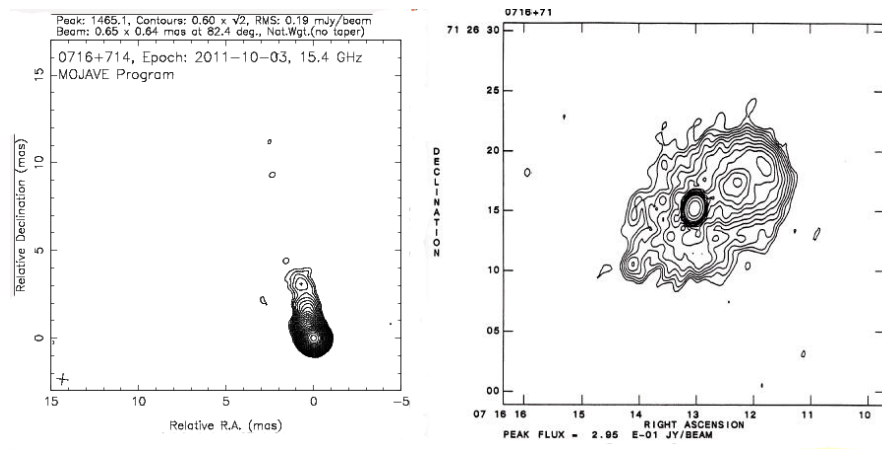 Peak: 1465.1, Contours: 0.60 x √2, RMS: 0.19 mJy/beam
Beam: 0.65 x 0.64 mas at 82.4 deg., Nat.Wgt.(no taper)
0716+714, Epoch: 2011-10-03, 15.4 GHz
MOJAVE Program
Relative Declination (mas)
15
10
5
0
15
10
5
0
-5
Relative R.A. (mas)
0716+71
71 26 30
25
20
15
10
05
00
DECLINATION
07 16 16
15
14
13
12
11
10
RIGHT ASCENSION
PEAK FLUX = 2.95 E-01 JY/BEAM